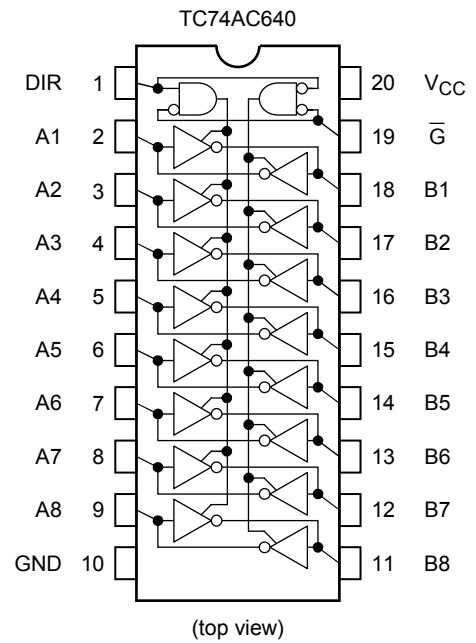 TC74AC640
DIR 1 20 VCC
A1 2 19 G̅
A2 3 18 B1
A3 4 17 B2
A4 5 16 B3
A5 6 15 B4
A6 7 14 B5
A7 8 13 B6
A8 9 12 B7
GND 10 11 B8
(top view)